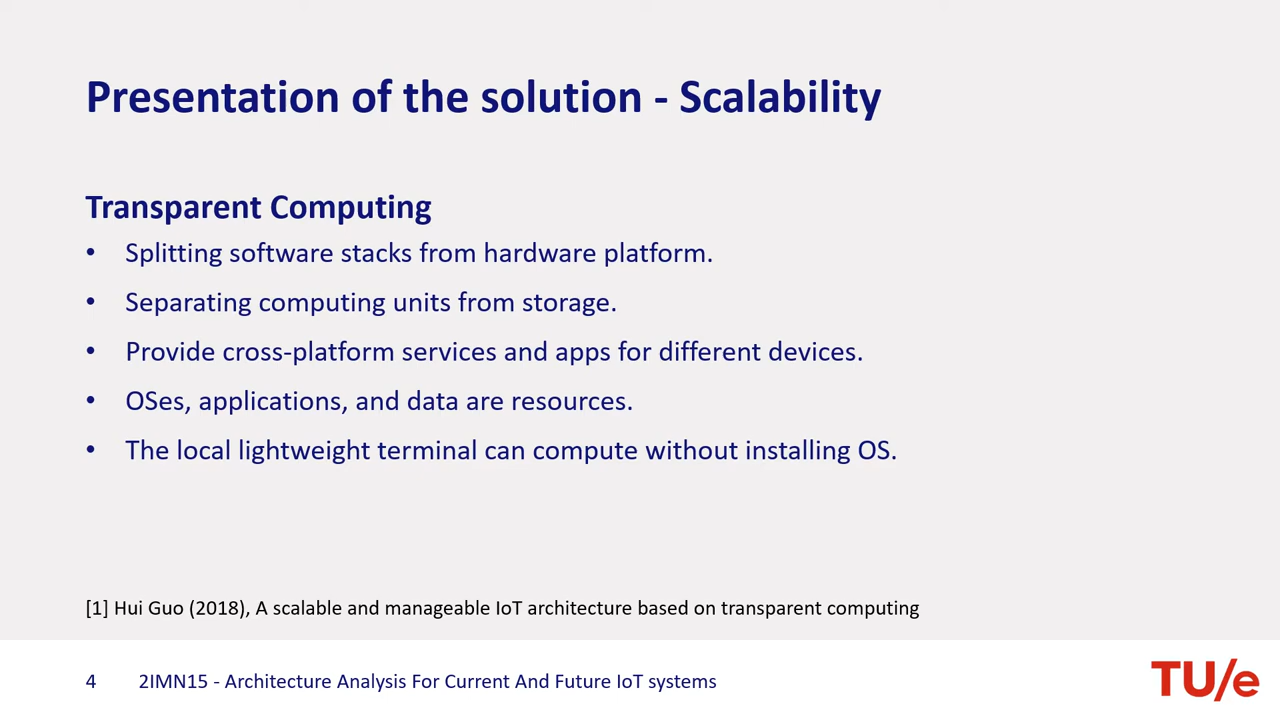 Presentation of the solution - Scalability
Transparent Computing
• Splitting software stacks from hardware platform.
• Separating computing units from storage.
• Provide cross-platform services and apps for different devices.
• OSes, applications, and data are resources.
• The local lightweight terminal can compute without installing OS.
[1] Hui Guo (2018), A scalable and manageable IoT architecture based on transparent computing
4 2IMN15 - Architecture Analysis For Current And Future IoT systems
TU/e